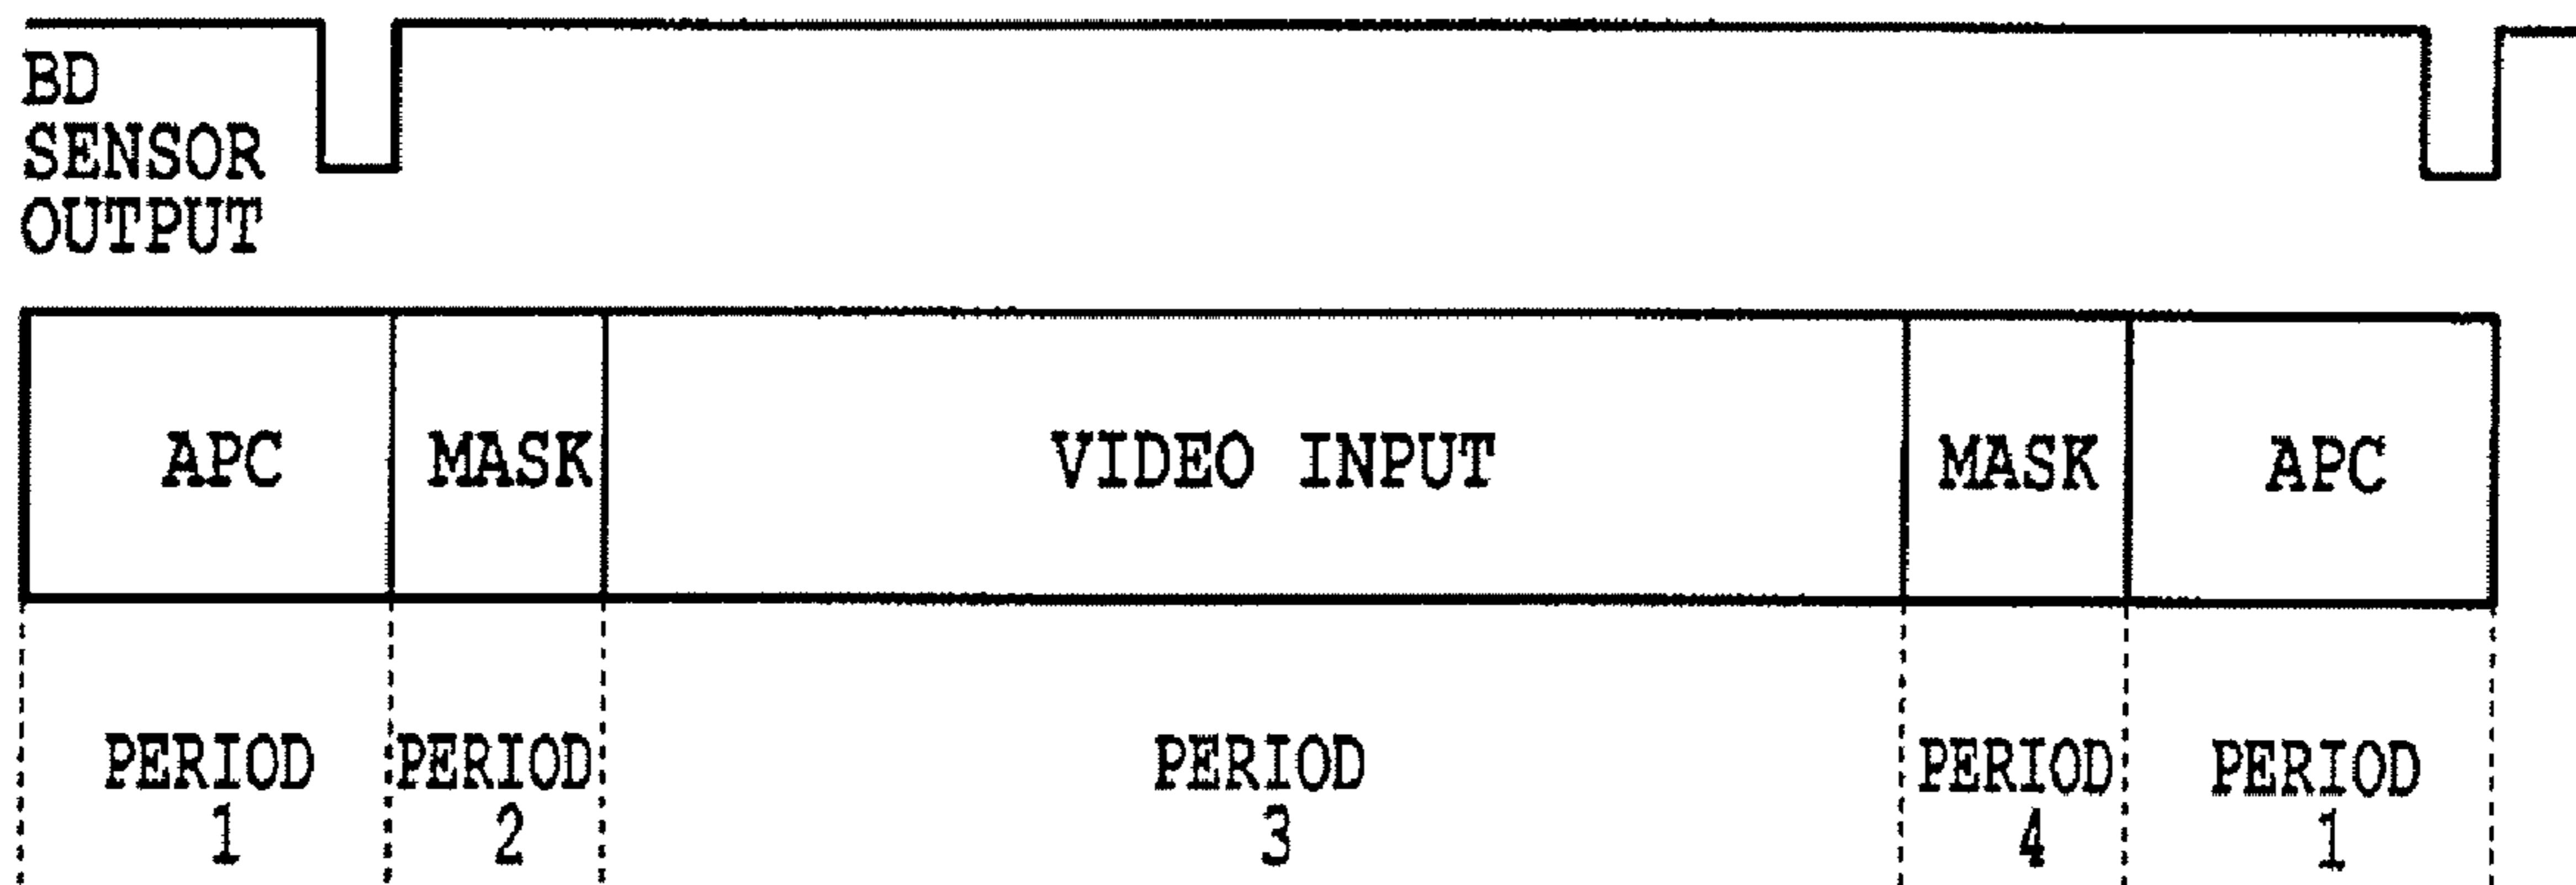 BD
SENSOR
OUTPUT
APC MASK VIDEO INPUT MASK APC
PERIOD PERIOD PERIOD PERIOD PERIOD
1 2 3 4 1